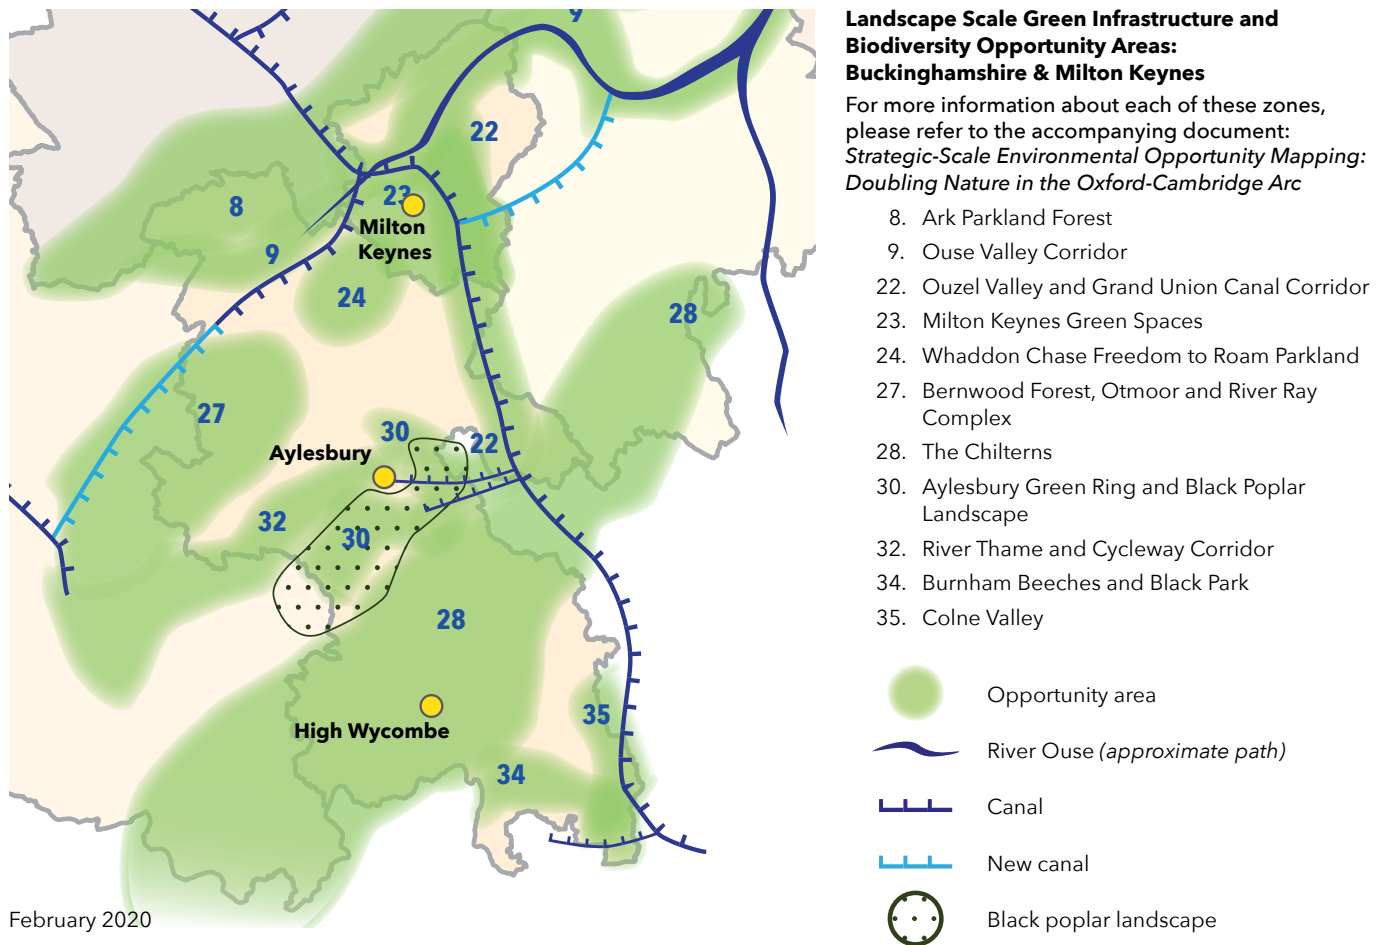 9
22
23
Milton
Keynes
8
9
24
28
27
30
22
Aylesbury
32
30
28
High Wycombe
35
34
February 2020
Landscape Scale Green Infrastructure and
Biodiversity Opportunity Areas:
Buckinghamshire & Milton Keynes
For more information about each of these zones,
please refer to the accompanying document:
Strategic-Scale Environmental Opportunity Mapping:
Doubling Nature in the Oxford-Cambridge Arc
8. Ark Parkland Forest
9. Ouse Valley Corridor
22. Ouzel Valley and Grand Union Canal Corridor
23. Milton Keynes Green Spaces
24. Whaddon Chase Freedom to Roam Parkland
27. Bernwood Forest, Otmoor and River Ray
Complex
28. The Chilterns
30. Aylesbury Green Ring and Black Poplar
Landscape
32. River Thame and Cycleway Corridor
34. Burnham Beeches and Black Park
35. Colne Valley
Opportunity area
River Ouse (approximate path)
Canal
New canal
Black poplar landscape